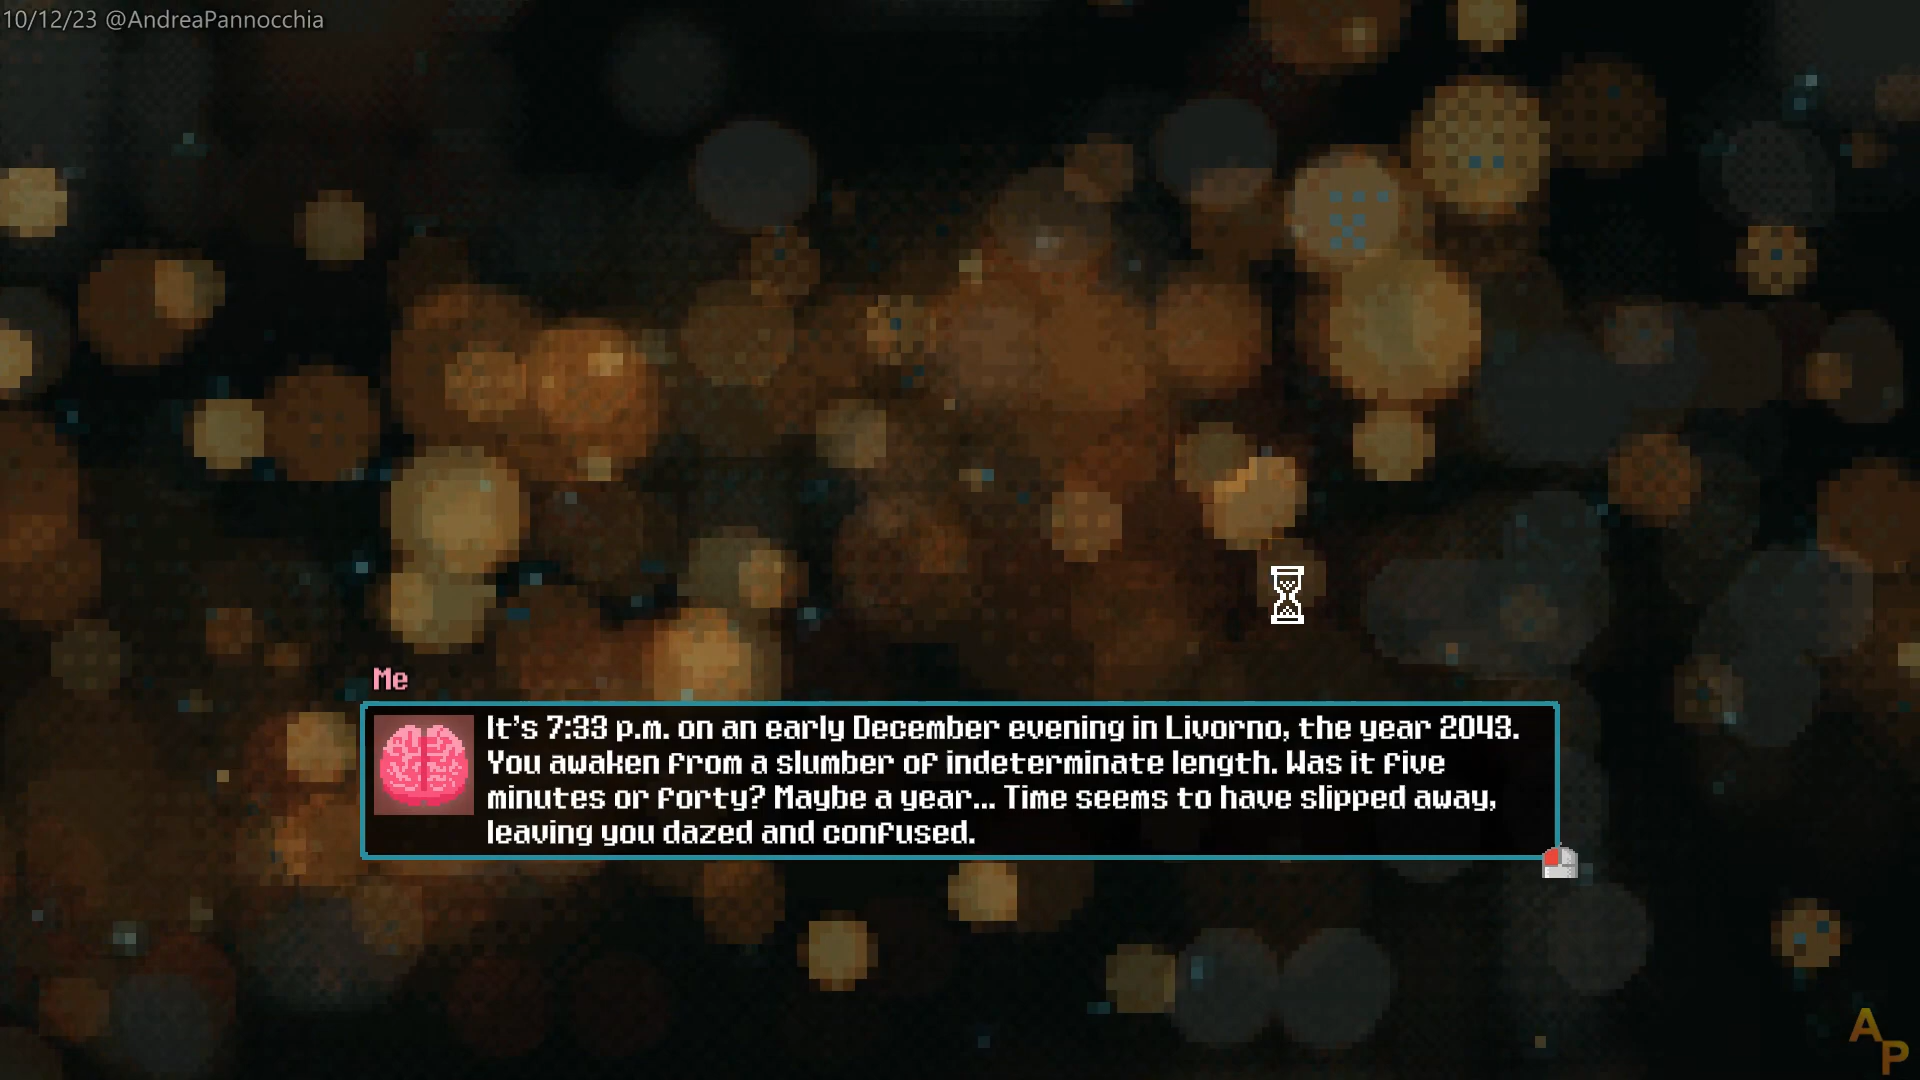 10/12/23 @AndreaPannocchia
Me
It's 7:33 p.m. on an early December evening in Livorno, the year 2043.
You awaken from a slumber of indeterminate length. Was it five
minutes or forty? Maybe a year... Time seems to have slipped away,
leaving you dazed and confused.
AP